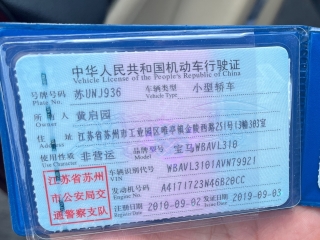 中华人民共和国机动车行驶证
Vehicle License of the People's Republic of China
号牌号码 苏UWJ936 车辆类型 小型轿车
Plate No. Vehicle Type
所有人 黄启园
Owner
住址 江苏省苏州市工业园区唯亭镇金陵西路251号13幢303室
Address
使用性质 非营运 品牌型号 宝马WBAVL310
Use Character Model
江苏省苏州市公安局交通警察支队
车辆识别代号 WBAVL3101AVN79921
VIN
发动机号码 A4171723N46B20CC
Engine No.
注册日期 2010-09-02 发证日期 2019-09-03
Register Date Issue Date